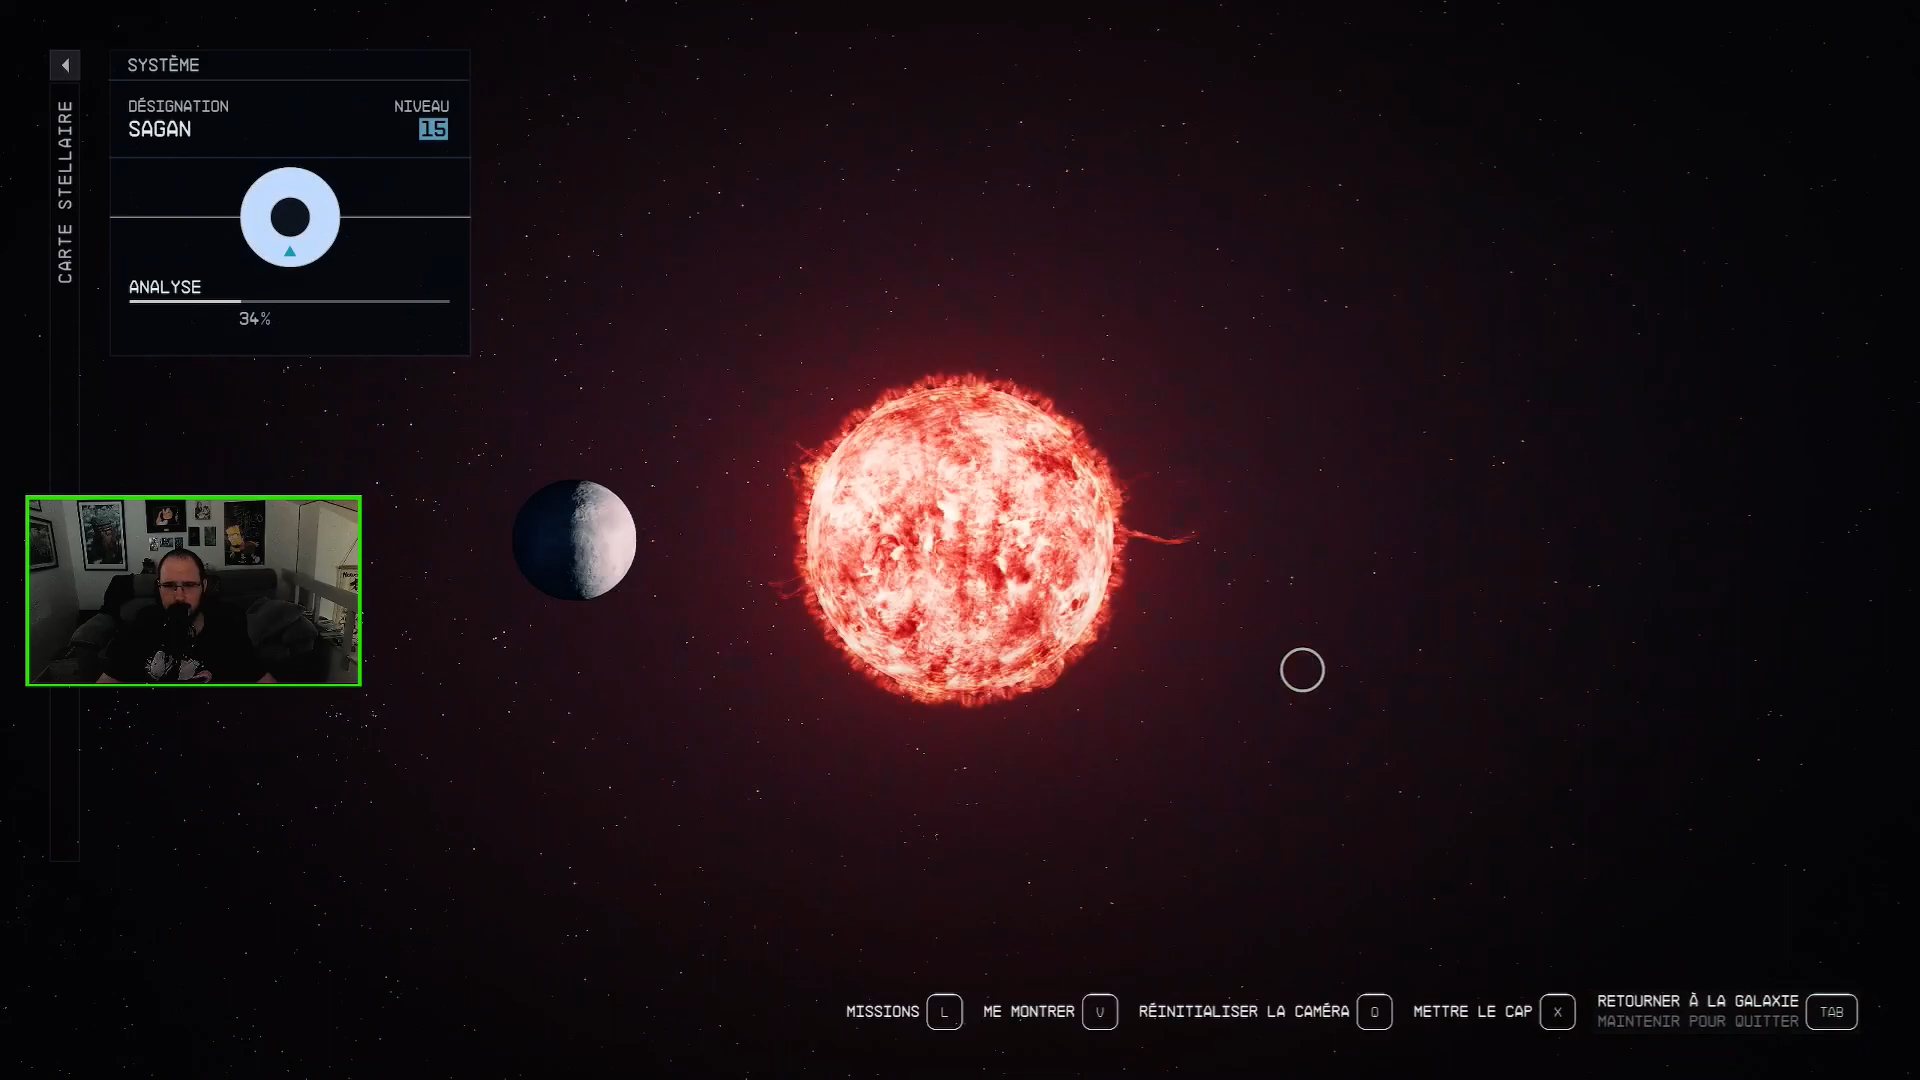 SYSTÈME
DÉSIGNATION
NIVEAU
SAGAN
15
CARTE STELLAIRE
ANALYSE
34%
MISSIONS L
ME MONTRER V
RÉINITIALISER LA CAMÉRA O
METTRE LE CAP X
RETOURNER À LA GALAXIE
MAINTENIR POUR QUITTER
TAB